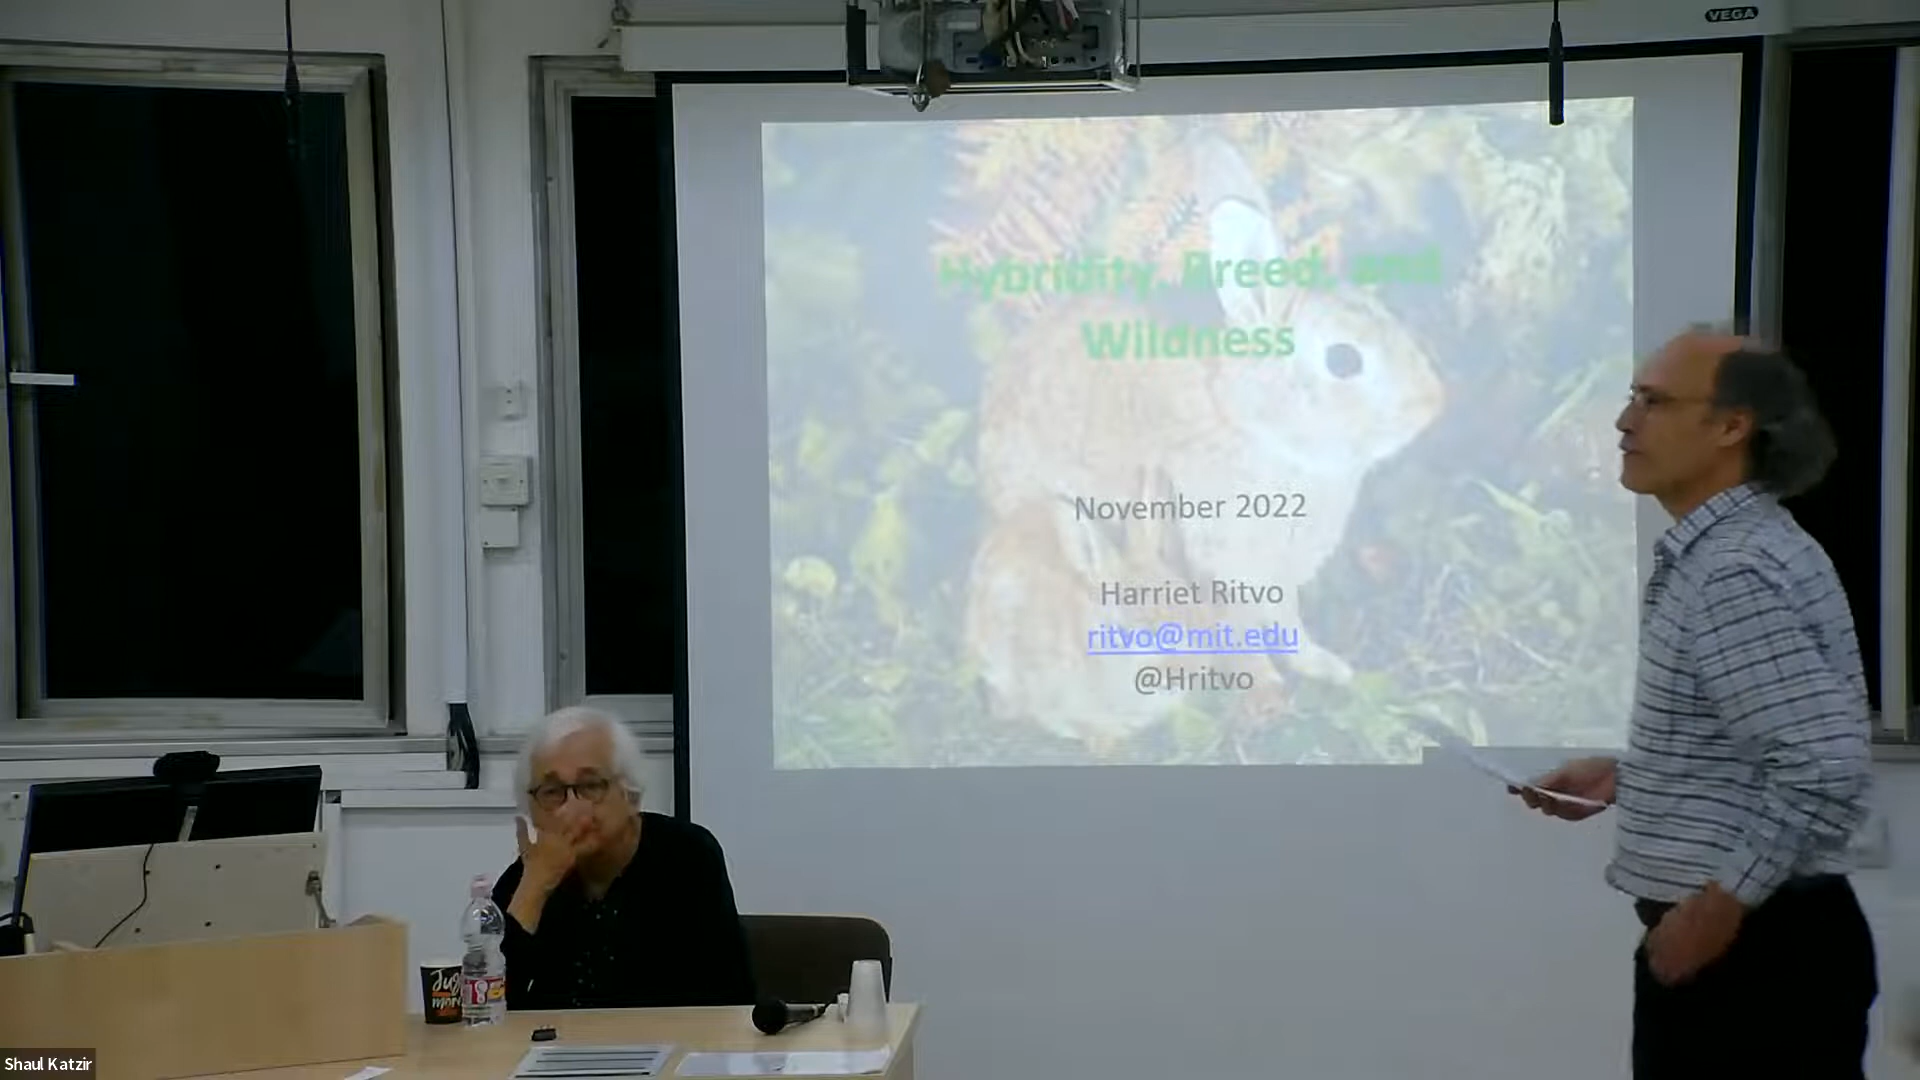 VEGA
Hybridity, Breed, and
Wildness
November 2022
Harriet Ritvo
ritvo@mit.edu
@Hritvo
Shaul Katzir